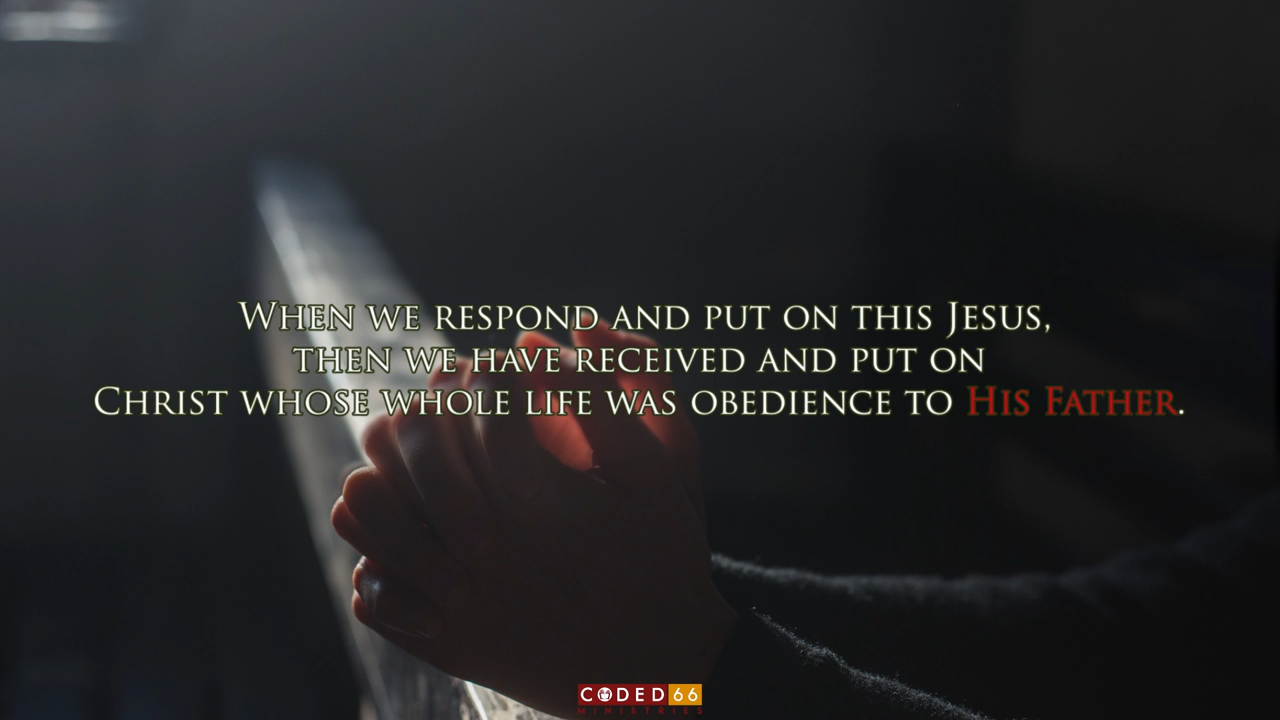 When we respond and put on this Jesus,
then we have received and put on
Christ whose whole life was obedience to His Father.
CODED 66
MINISTRIES